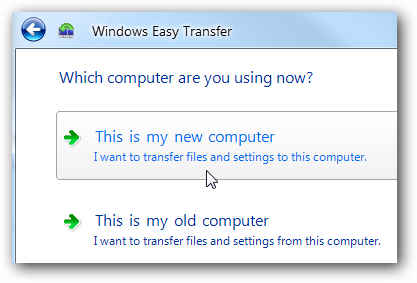 Windows Easy Transfer
Which computer are you using now?
This is my new computer
I want to transfer files and settings to this computer.
This is my old computer
I want to transfer files and settings from this computer.